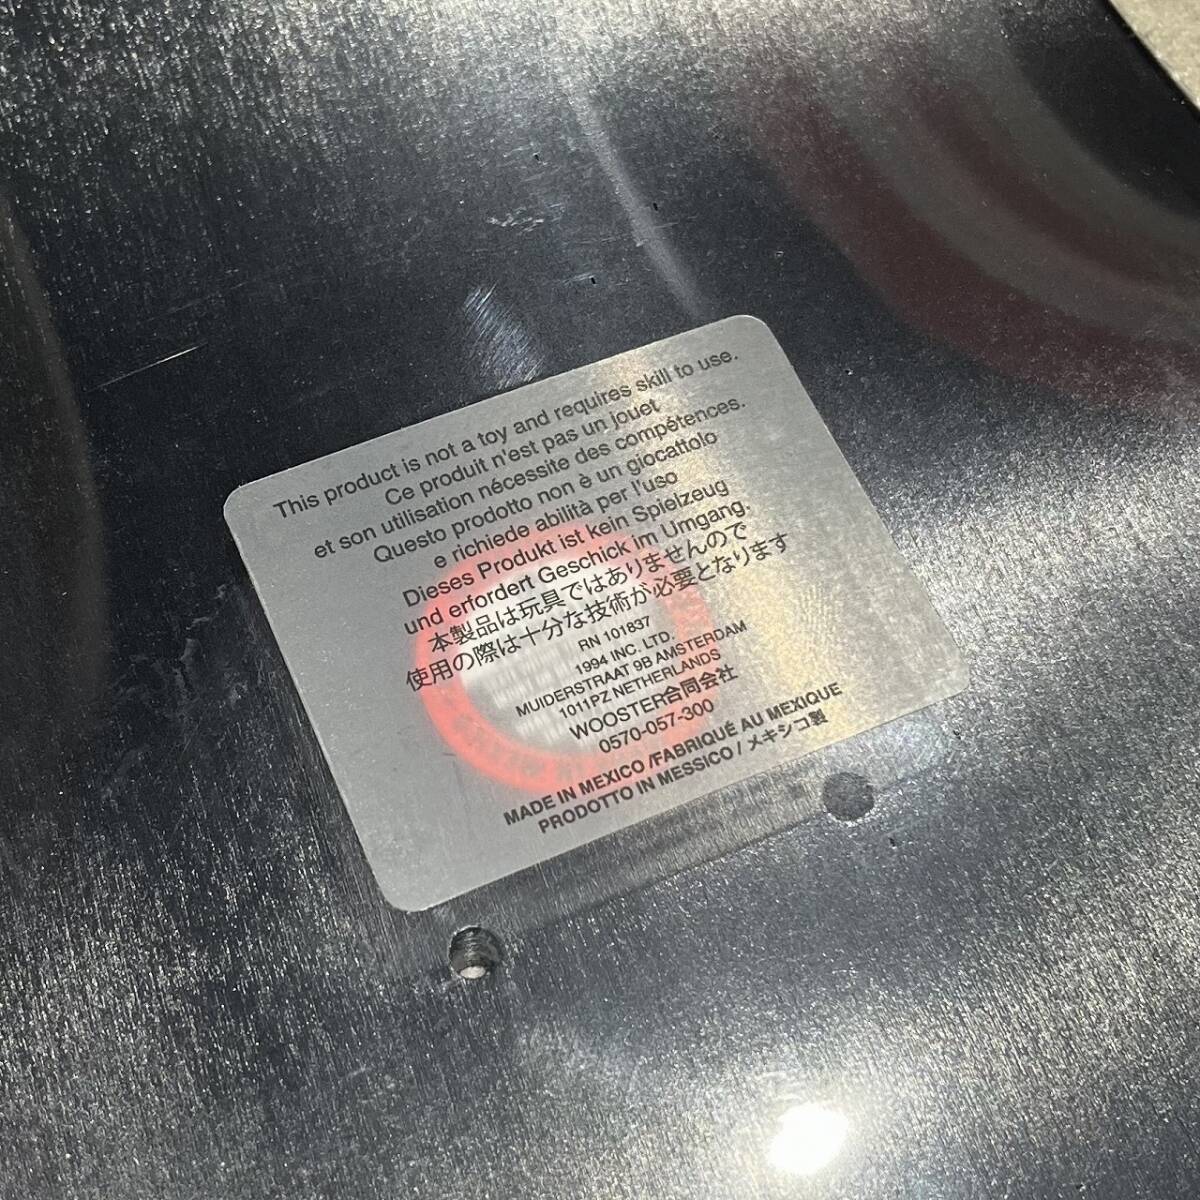 This product is not a toy and requires skill to use.
Ce produit n'est pas un jouet
et son utilisation nécessite des compétences.
Questo prodotto non è un giocattolo
e richiede abilità per l'uso
Dieses Produkt ist kein Spielzeug
und erfordert Geschick im Umgang.
本製品は玩具ではありませんので
使用の際は十分な技術が必要となります
RN 101837
1994 INC. LTD.
MUIDERSTRAAT 9B AMSTERDAM
1011PZ NETHERLANDS
WOOSTER合同会社
0570-057-300
MADE IN MEXICO /FABRIQUÉ AU MEXIQUE
PRODOTTO IN MESSICO / メキシコ製